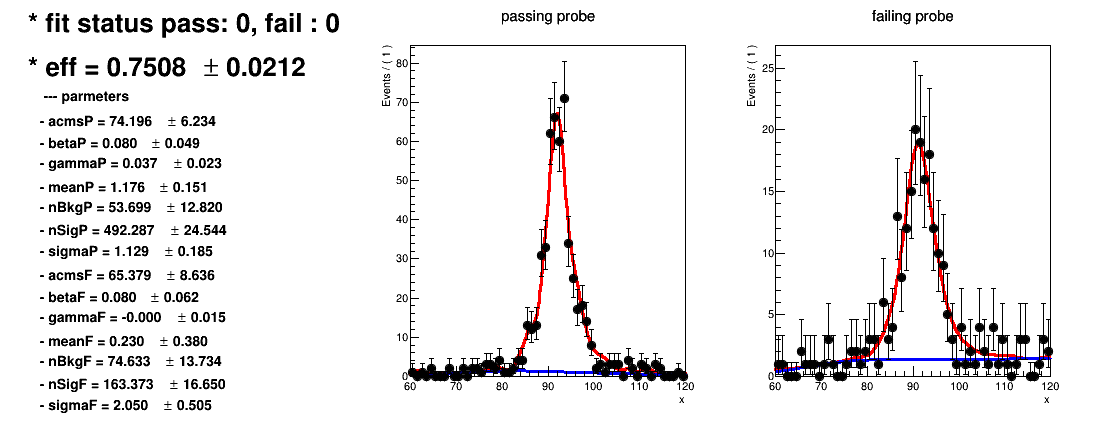 * fit status pass: 0, fail : 0
* eff = 0.7508 ± 0.0212
--- parmeters
- acmsP = 74.196 ± 6.234
- betaP = 0.080 ± 0.049
- gammaP = 0.037 ± 0.023
- meanP = 1.176 ± 0.151
- nBkgP = 53.699 ± 12.820
- nSigP = 492.287 ± 24.544
- sigmaP = 1.129 ± 0.185
- acmsF = 65.379 ± 8.636
- betaF = 0.080 ± 0.062
- gammaF = -0.000 ± 0.015
- meanF = 0.230 ± 0.380
- nBkgF = 74.633 ± 13.734
- nSigF = 163.373 ± 16.650
- sigmaF = 2.050 ± 0.505
passing probe
Events / ( 1 )
80
70
60
50
40
30
20
10
0
60 70 80 90 100 110 120
x
failing probe
Events / ( 1 )
25
20
15
10
5
0
60 70 80 90 100 110 120
x